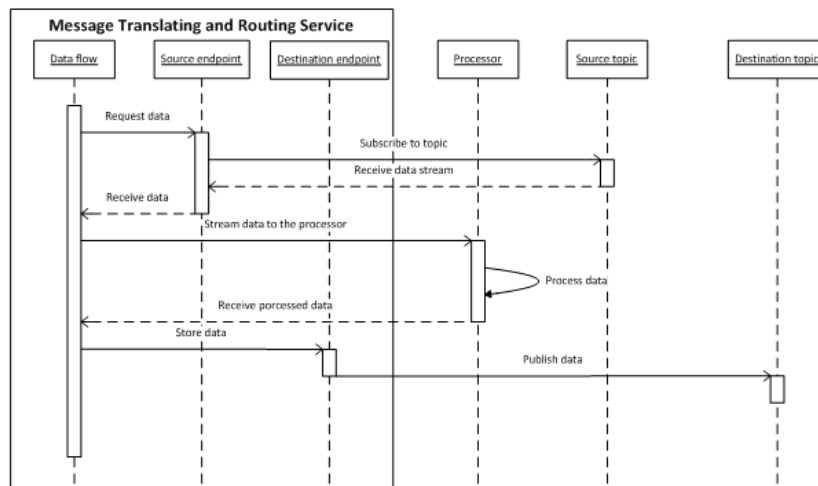 Message Translating and Routing Service
Data flow
Source endpoint
Destination endpoint
Processor
Source topic
Destination topic
Request data
Subscribe to topic
Receive data stream
Receive data
Stream data to the processor
Process data
Receive porcessed data
Store data
Publish data